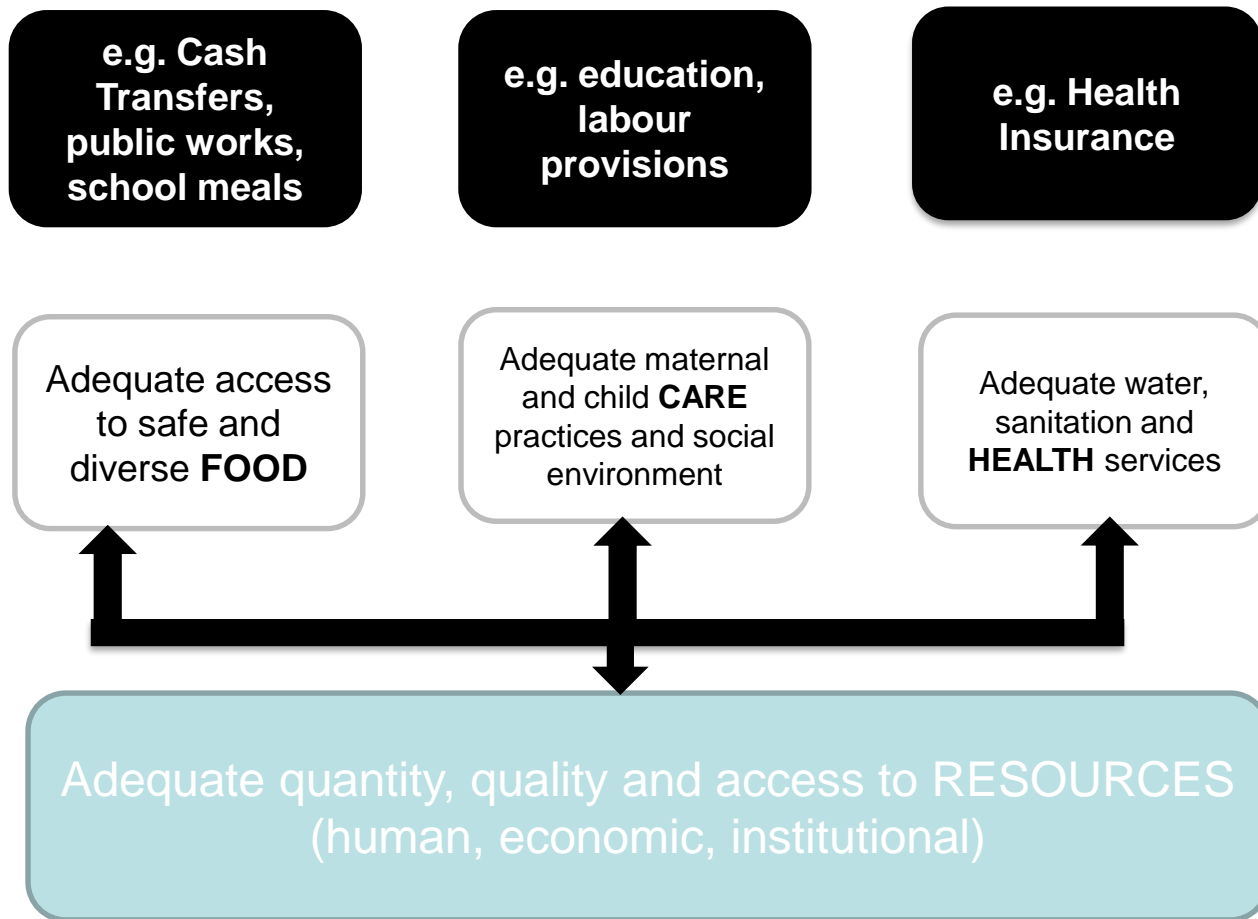 e.g. Cash
Transfers,
public works,
school meals
e.g. education,
labour
provisions
e.g. Health
Insurance
Adequate access
to safe and
diverse FOOD
Adequate maternal
and child CARE
practices and social
environment
Adequate water,
sanitation and
HEALTH services
Adequate quantity, quality and access to RESOURCES
(human, economic, institutional)